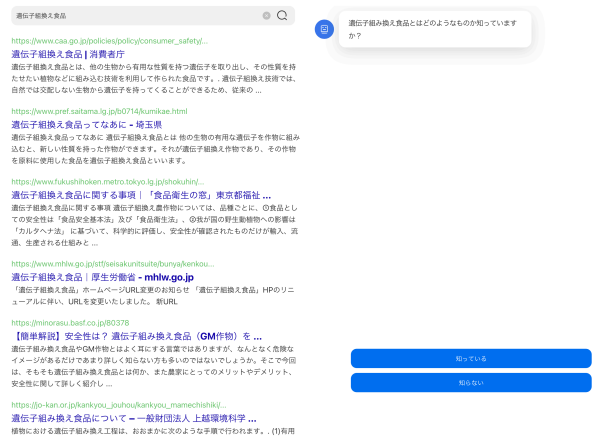 遺伝子組換え食品
https://www.caa.go.jp/policies/policy/consumer_safety/...
遺伝子組換え食品 | 消費者庁
遺伝子組換え食品とは、他の生物から有用な性質を持つ遺伝子を取り出し、その性質を持
たせたい植物などに組み込む技術を利用して作られた食品です。. 遺伝子組換え技術では、
自然では交配しない生物から遺伝子を持ってくることができるため、従来の ...
https://www.pref.saitama.lg.jp/b0714/kumikae.html
遺伝子組換え食品ってなあに - 埼玉県
遺伝子組換え食品ってなあに 遺伝子組換え食品とは 他の生物の有用な遺伝子を作物に組み
込むと、新しい性質を持った作物ができます。それが遺伝子組換え作物であり、その作物
を原料に使用した食品を遺伝子組換え食品といいます。
https://www.fukushihoken.metro.tokyo.lg.jp/shokuhin/...
遺伝子組換え食品に関する事項｜「食品衛生の窓」東京都福祉 ...
遺伝子組換え食品に関する事項 遺伝子組換え農作物については、品種ごとに、①食品とし
ての安全性は「食品安全基本法」及び「食品衛生法」、②我が国の野生動植物への影響は
「カルタヘナ法」 に基づいて、科学的に評価し、安全性が確認されたものだけが輸入、流
通、生産される仕組みと ...
https://www.mhlw.go.jp/stf/seisakunitsuite/bunya/kenkou...
遺伝子組換え食品｜厚生労働省 - mhlw.go.jp
「遺伝子組換え食品」ホームページURL変更のお知らせ 「遺伝子組換え食品」HPのリニ
ューアルに伴い、URLを変更いたしました。 新URL
https://minorasu.basf.co.jp/80378
【簡単解説】安全性は？ 遺伝子組み換え食品（GM作物）を ...
遺伝子組み換え食品やGM作物とはよく耳にする言葉ではありますが、なんとなく危険な
イメージがあるだけであまり詳しく知らない方も多いのではないでしょうか。そこで今回
は、そもそも遺伝子組み換え食品とは何か、また農家にとってのメリットやデメリット、
安全性に関して詳しく紹介し ...
https://jo-kan.or.jp/kankyou_jouhou/kankyou_mamechishiki/...
遺伝子組み換え食品について – 一般財団法人 上越環境科学 ...
植物における遺伝子組み換え工程は、おおまかに次のような手順で行われます。. (1)有用
遺伝子組み換え食品とはどのようなものか知っています
か？
知っている
知らない